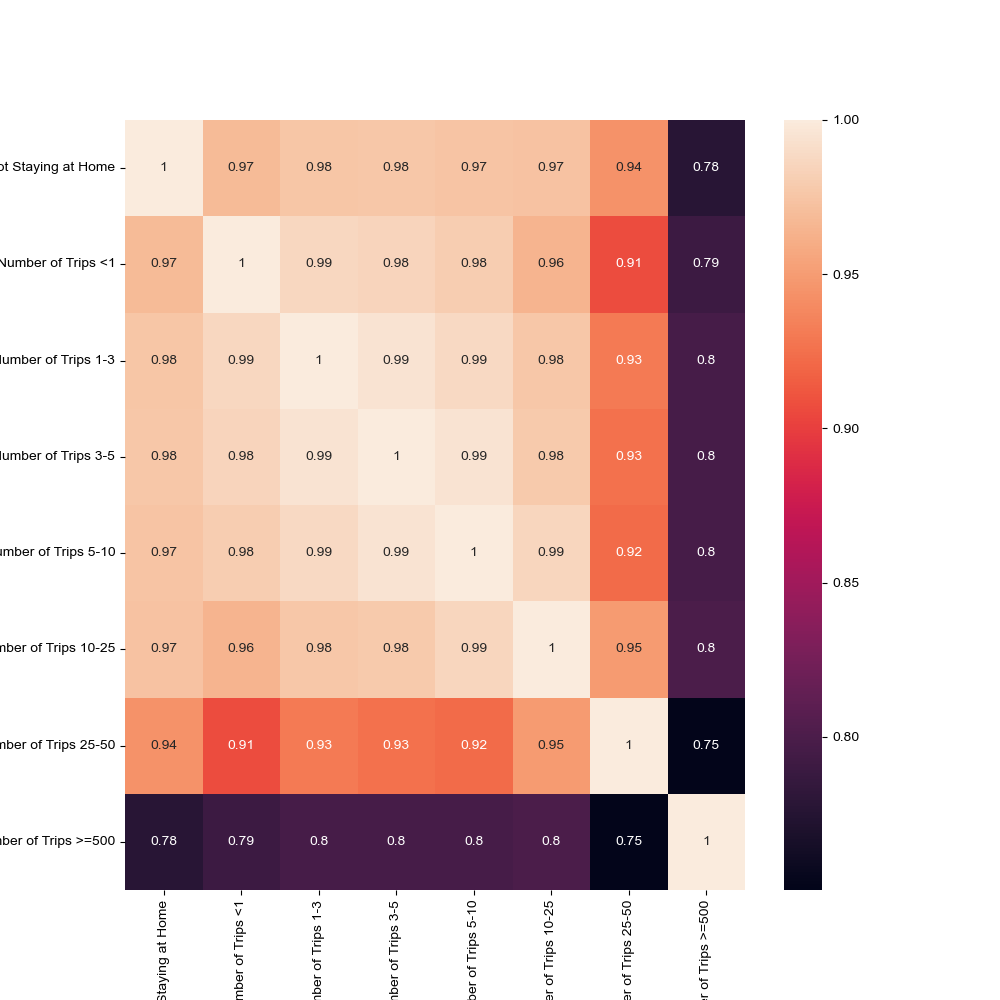 1.00
ot Staying at Home 1 0.97 0.98 0.98 0.97 0.97 0.94 0.78
Number of Trips <1 0.97 1 0.99 0.98 0.98 0.96 0.91 0.79
0.95
umber of Trips 1-3 0.98 0.99 1 0.99 0.99 0.98 0.93 0.8
0.90
umber of Trips 3-5 0.98 0.98 0.99 1 0.99 0.98 0.93 0.8
umber of Trips 5-10 0.97 0.98 0.99 0.99 1 0.99 0.92 0.8
0.85
mber of Trips 10-25 0.97 0.96 0.98 0.98 0.99 1 0.95 0.8
0.80
mber of Trips 25-50 0.94 0.91 0.93 0.93 0.92 0.95 1 0.75
ber of Trips >=500 0.78 0.79 0.8 0.8 0.8 0.8 0.75 1
Staying at Home
mber of Trips <1
mber of Trips 1-3
mber of Trips 3-5
ber of Trips 5-10
er of Trips 10-25
er of Trips 25-50
r of Trips >=500